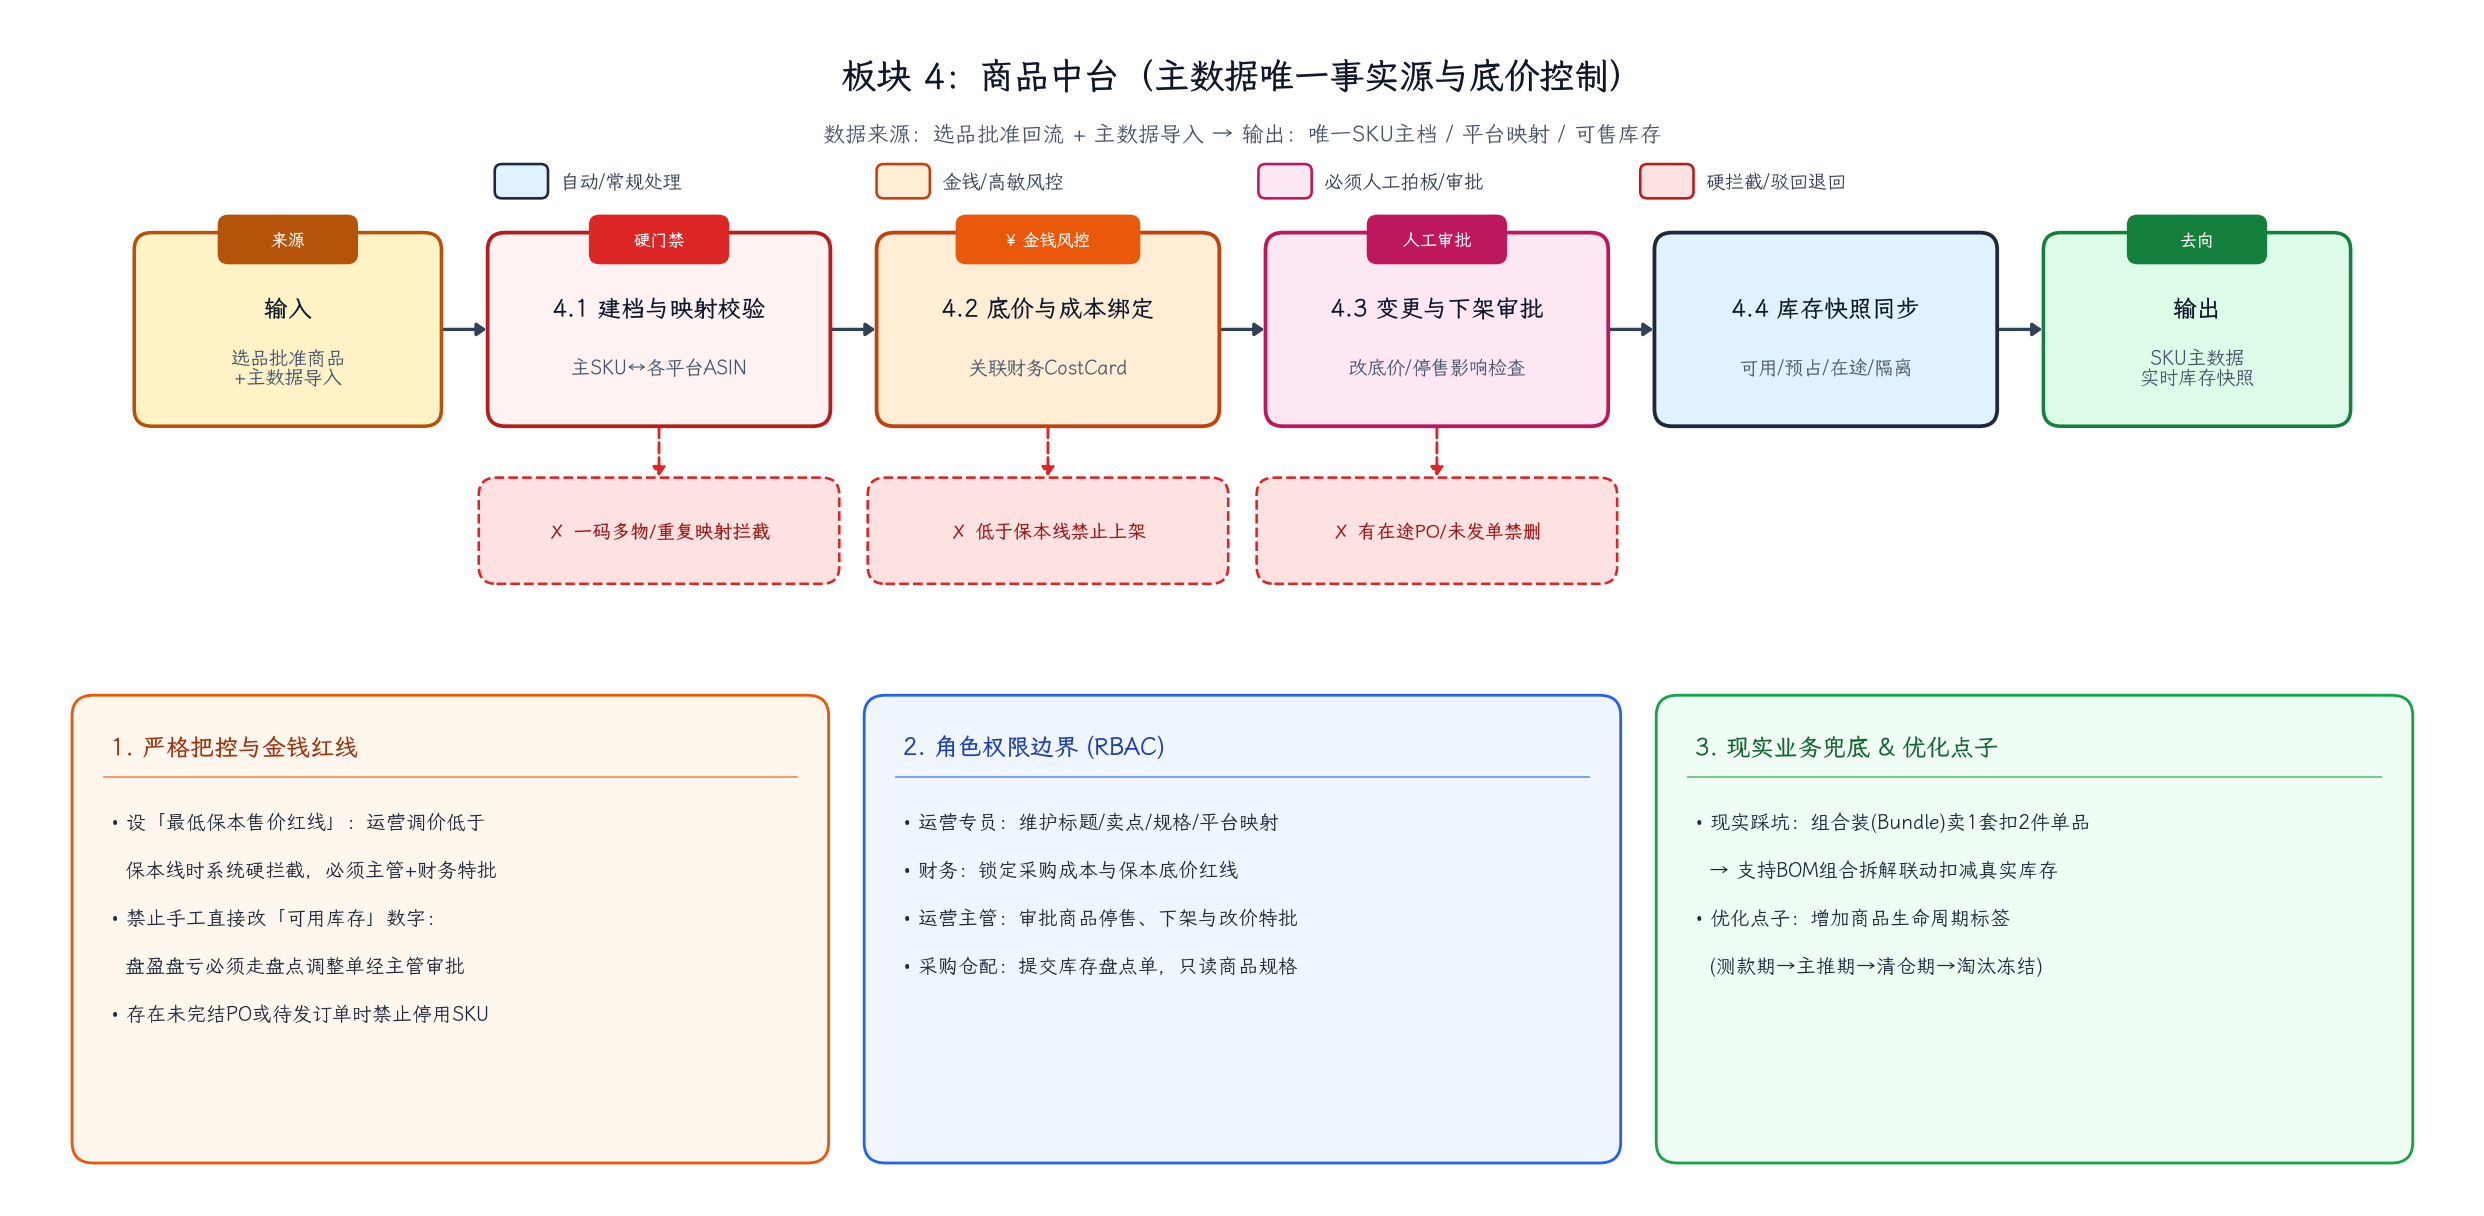 板块 4：商品中台（主数据唯一事实源与底价控制）
数据来源：选品批准回流 + 主数据导入 → 输出：唯一SKU主档 / 平台映射 / 可售库存
自动/常规处理
金钱/高敏风控
必须人工拍板/审批
硬拦截/驳回退回
来源
输入
选品批准商品
+主数据导入
硬门禁
4.1 建档与映射校验
主SKU↔各平台ASIN
¥ 金钱风控
4.2 底价与成本绑定
关联财务CostCard
人工审批
4.3 变更与下架审批
改底价/停售影响检查
4.4 库存快照同步
可用/预占/在途/隔离
去向
输出
SKU主数据
实时库存快照
X 一码多物/重复映射拦截
X 低于保本线禁止上架
X 有在途PO/未发单禁删
1. 严格把控与金钱红线
• 设「最低保本售价红线」：运营调价低于
保本线时系统硬拦截，必须主管+财务特批
• 禁止手工直接改「可用库存」数字：
盘盈盘亏必须走盘点调整单经主管审批
• 存在未完结PO或待发订单时禁止停用SKU
2. 角色权限边界 (RBAC)
• 运营专员：维护标题/卖点/规格/平台映射
• 财务：锁定采购成本与保本底价红线
• 运营主管：审批商品停售、下架与改价特批
• 采购仓配：提交库存盘点单，只读商品规格
3. 现实业务兜底 & 优化点子
• 现实踩坑：组合装(Bundle)卖1套扣2件单品
→ 支持BOM组合拆解联动扣减真实库存
• 优化点子：增加商品生命周期标签
(测款期→主推期→清仓期→淘汰冻结)